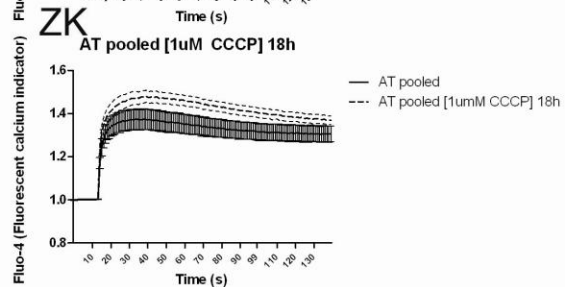 Time (s)
ZK
AT pooled [1uM CCCP] 18h
Fluo-4 (Fluorescent calcium indicator)
1.6
1.4
1.2
1.0
0.8
10 20 30 40 50 60 70 80 90 99 110 120 130
Time (s)
AT pooled
AT pooled [1umM CCCP] 18h